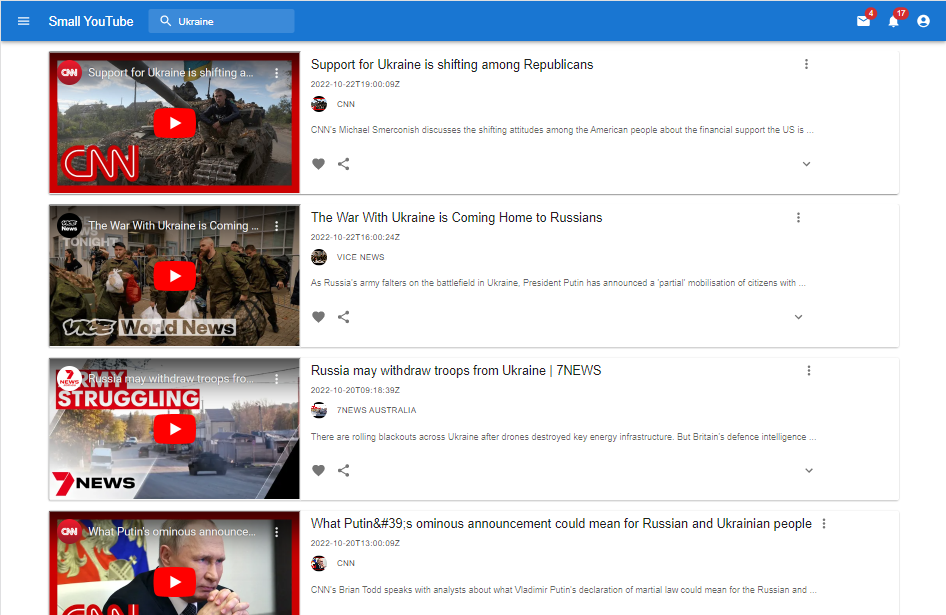 Small YouTube
Ukraine
4
17
CNN
Support for Ukraine is shifting a...
CNN
Support for Ukraine is shifting among Republicans
2022-10-22T19:00:09Z
CNN
CNN's Michael Smerconish discusses the shifting attitudes among the American people about the financial support the US is ...
VICE News
The War With Ukraine is Coming ...
NEWS
TONIGHT
VICE World News
The War With Ukraine is Coming Home to Russians
2022-10-22T16:00:24Z
VICE NEWS
As Russia's army falters on the battlefield in Ukraine, President Putin has announced a 'partial' mobilisation of citizens with ...
7NEWS
Russia may withdraw troops fro...
ARMY
STRUGGLING
7NEWS
Russia may withdraw troops from Ukraine | 7NEWS
2022-10-20T09:18:39Z
7NEWS AUSTRALIA
There are rolling blackouts across Ukraine after drones destroyed key energy infrastructure. But Britain's defence intelligence ...
CNN
What Putin's ominous announce...
CNN
What Putin&#39;s ominous announcement could mean for Russian and Ukrainian people
2022-10-20T13:00:09Z
CNN
CNN's Brian Todd speaks with analysts about what Vladimir Putin's declaration of martial law could mean for the Russian and ...